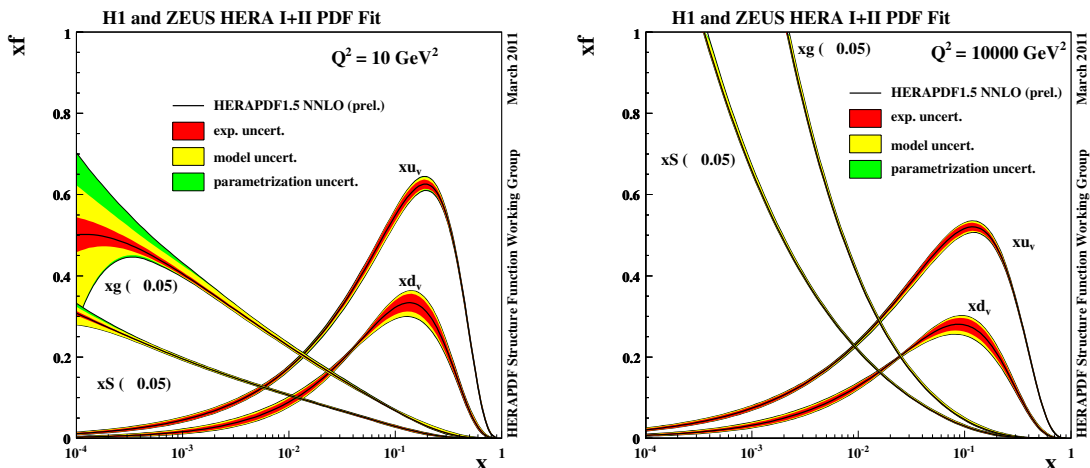 H1 and ZEUS HERA I+II PDF Fit
xf
Q² = 10 GeV²
March 2011
HERAPDF Structure Function Working Group
HERAPDF1.5 NNLO (prel.)
exp. uncert.
model uncert.
parametrization uncert.
xuᵥ
xdᵥ
xg ( 0.05)
xS ( 0.05)
1
0.8
0.6
0.4
0.2
0
10⁻⁴
10⁻³
10⁻²
10⁻¹
1
x
H1 and ZEUS HERA I+II PDF Fit
xf
xg ( 0.05)
Q² = 10000 GeV²
March 2011
HERAPDF Structure Function Working Group
HERAPDF1.5 NNLO (prel.)
exp. uncert.
model uncert.
parametrization uncert.
xS ( 0.05)
xuᵥ
xdᵥ
1
0.8
0.6
0.4
0.2
0
10⁻⁴
10⁻³
10⁻²
10⁻¹
1
x